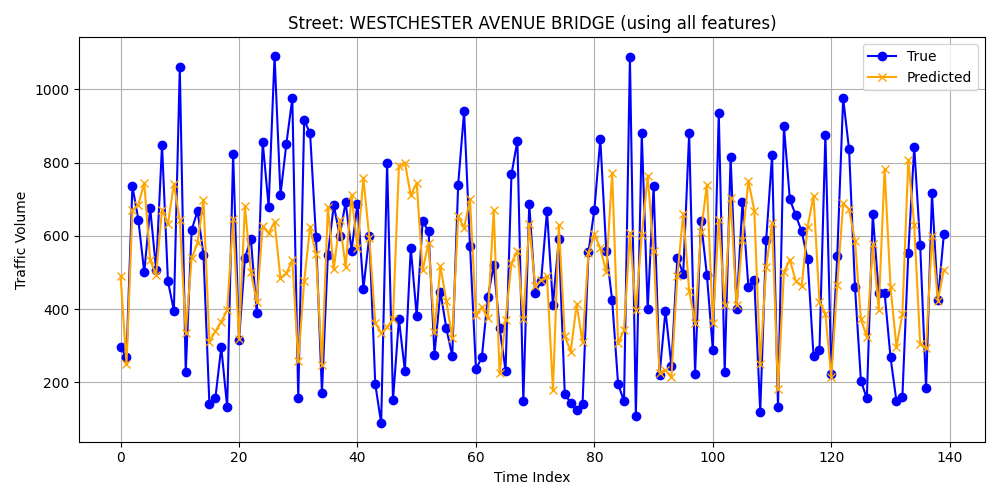 Street: WESTCHESTER AVENUE BRIDGE (using all features)
True
Predicted
Traffic Volume
1000
800
600
400
200
0 20 40 60 80 100 120 140
Time Index